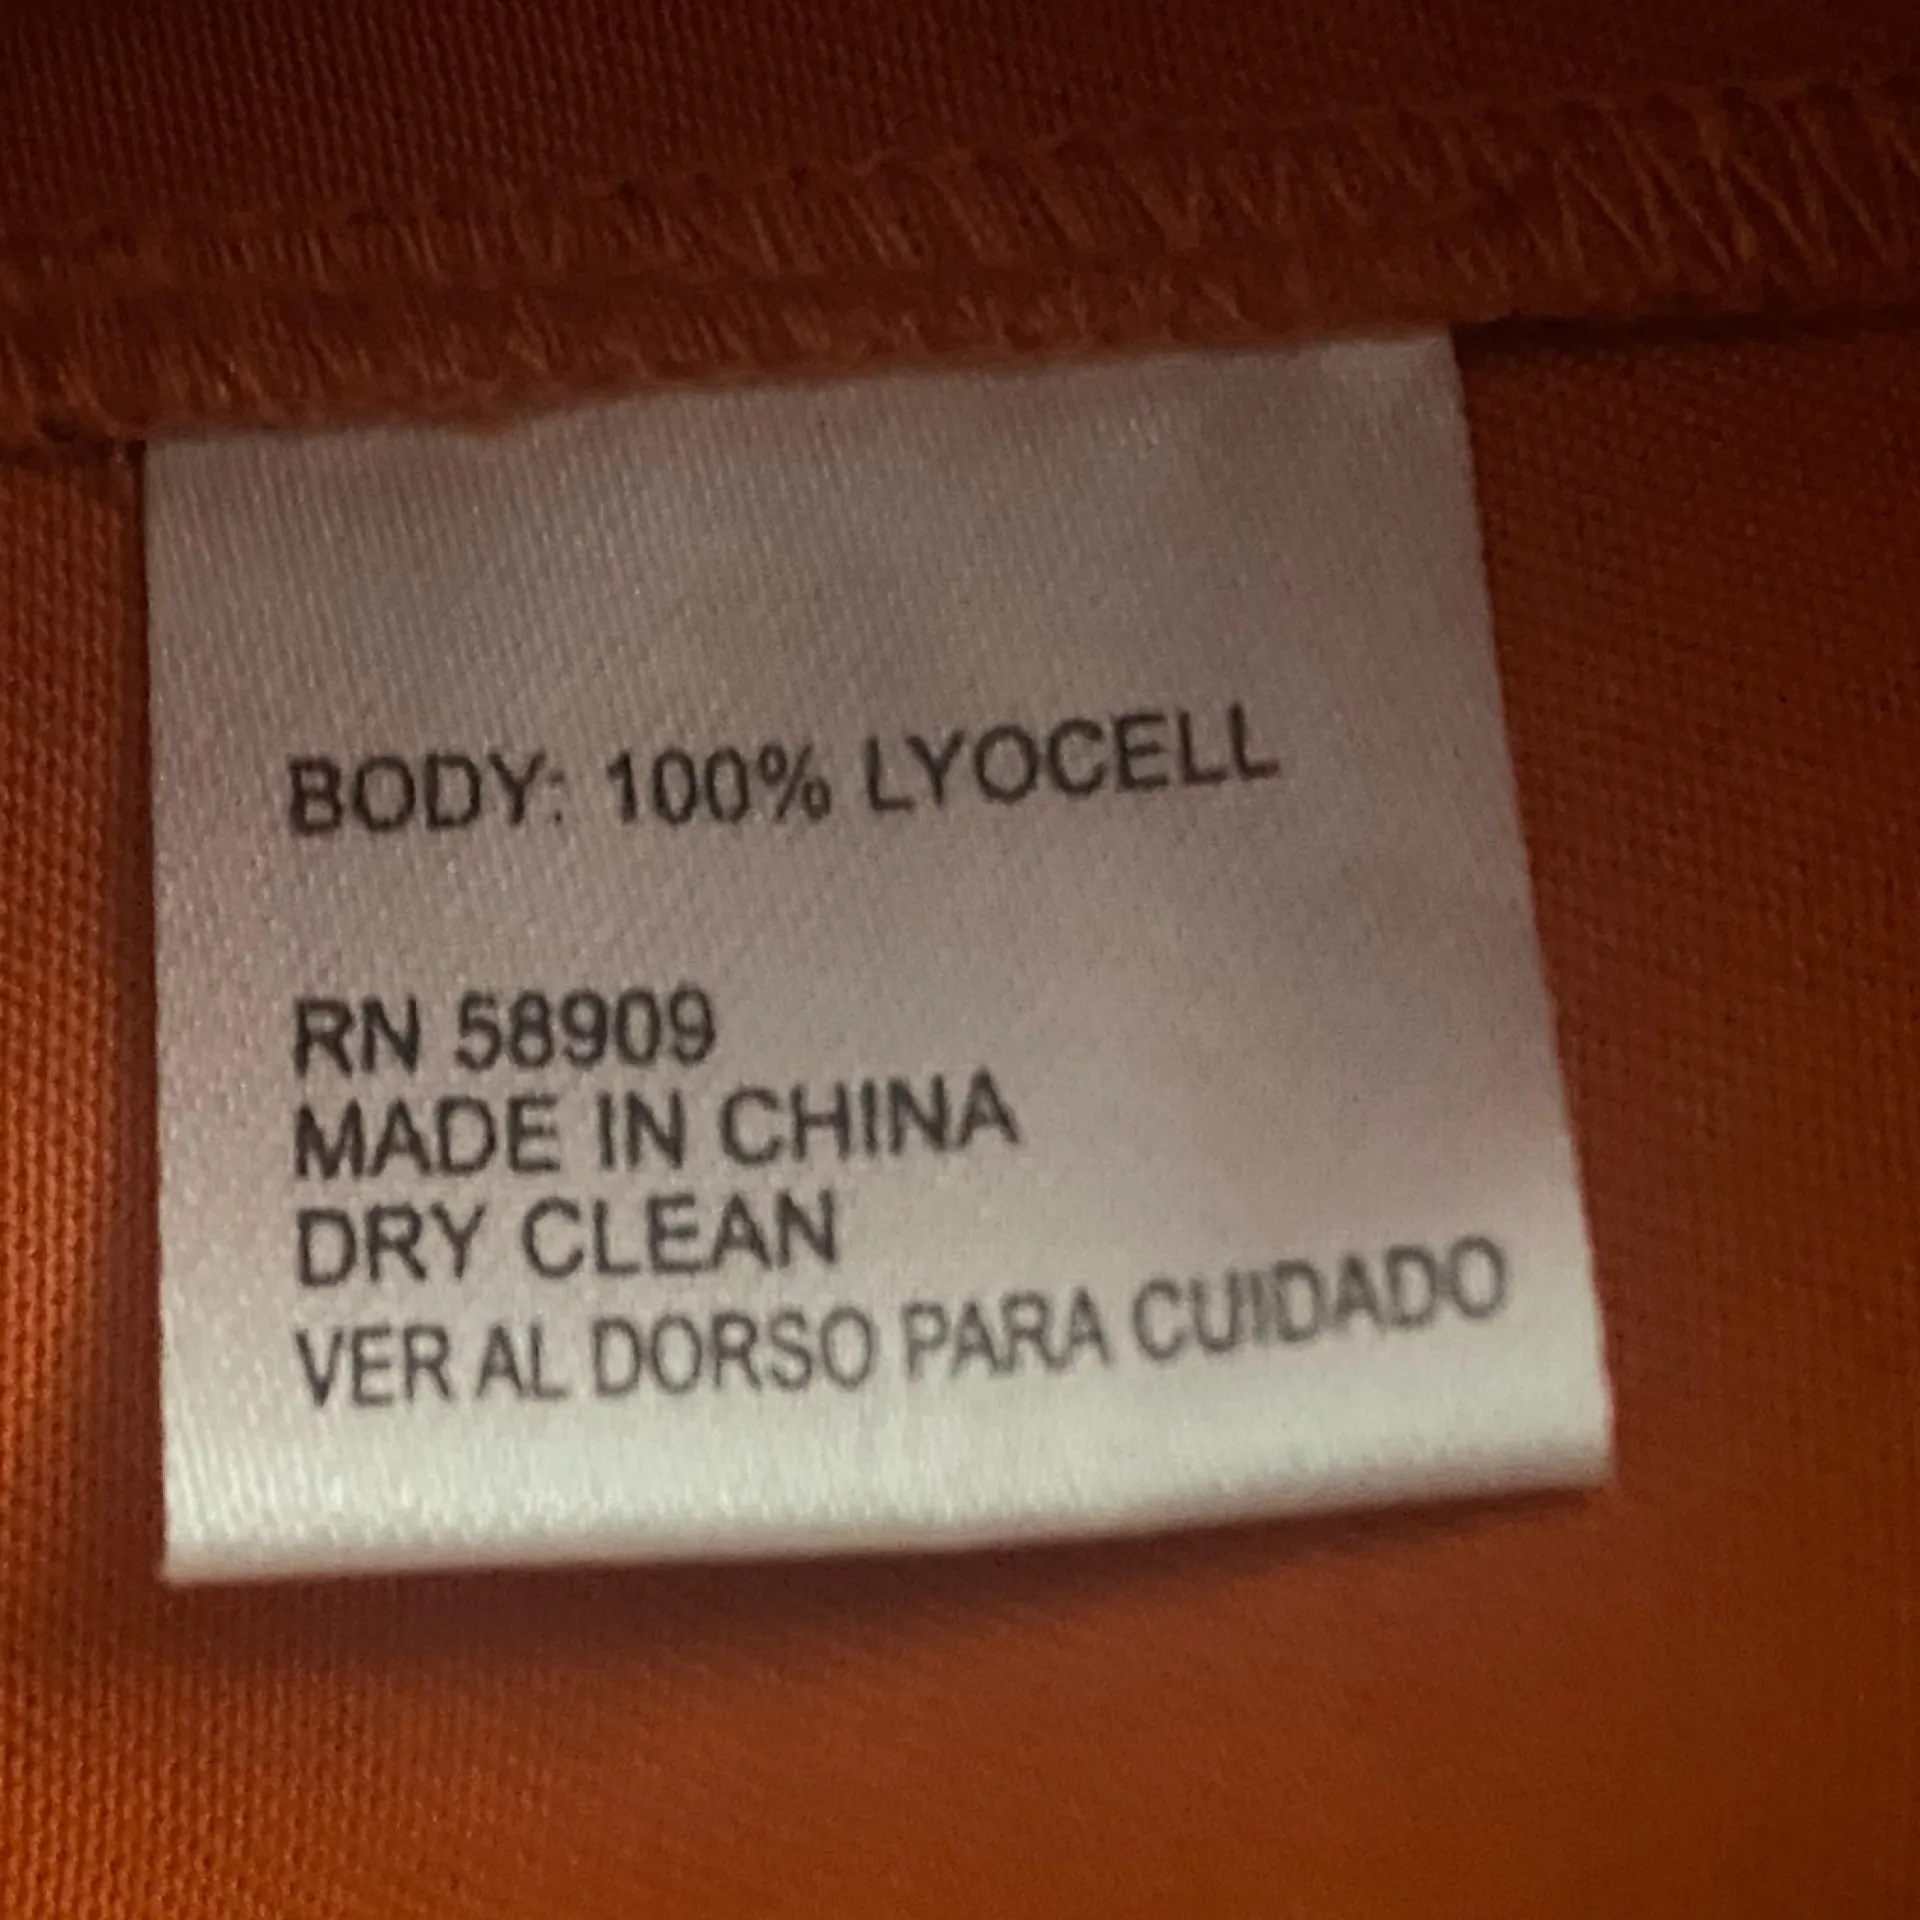 BODY: 100% LYOCELL
RN 58909
MADE IN CHINA
DRY CLEAN
VER AL DORSO PARA CUIDADO